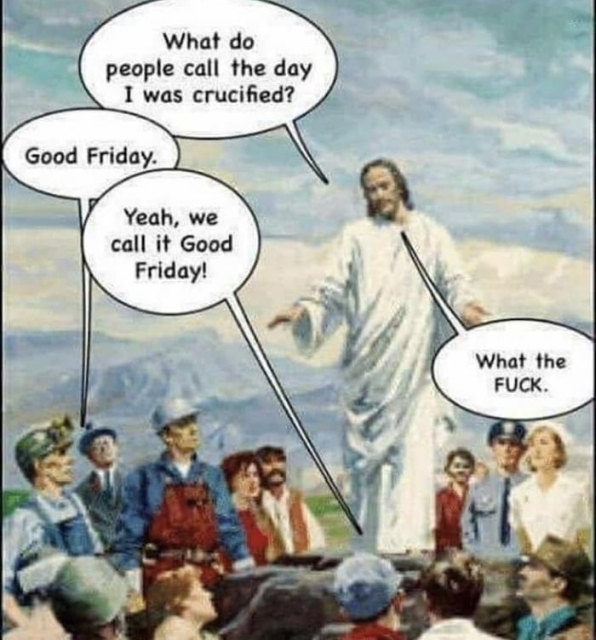 What do
people call the day
I was crucified?
Good Friday.
Yeah, we
call it Good
Friday!
What the
FUCK.